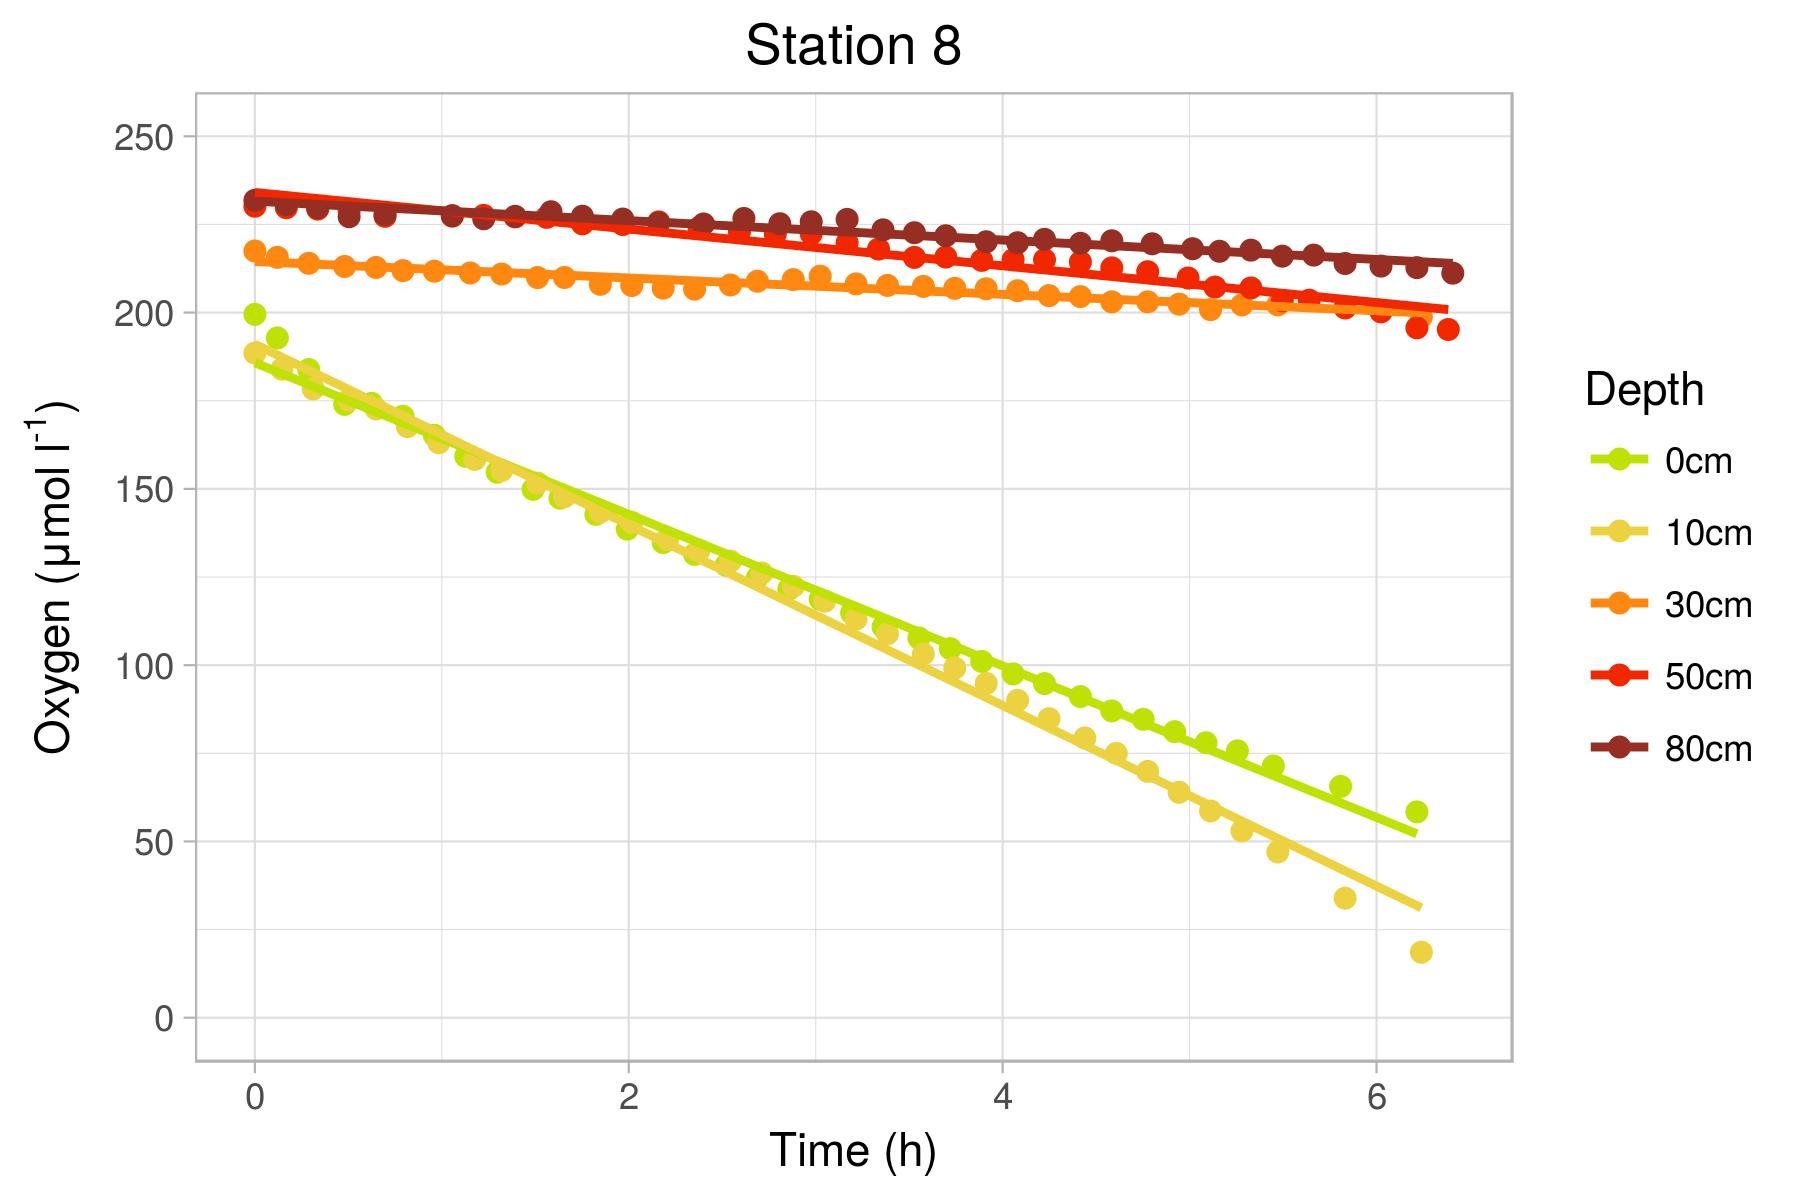 Station 8
Oxygen (µmol l⁻¹)
250
200
150
100
50
0
0 2 4 6
Time (h)
Depth
0cm
10cm
30cm
50cm
80cm